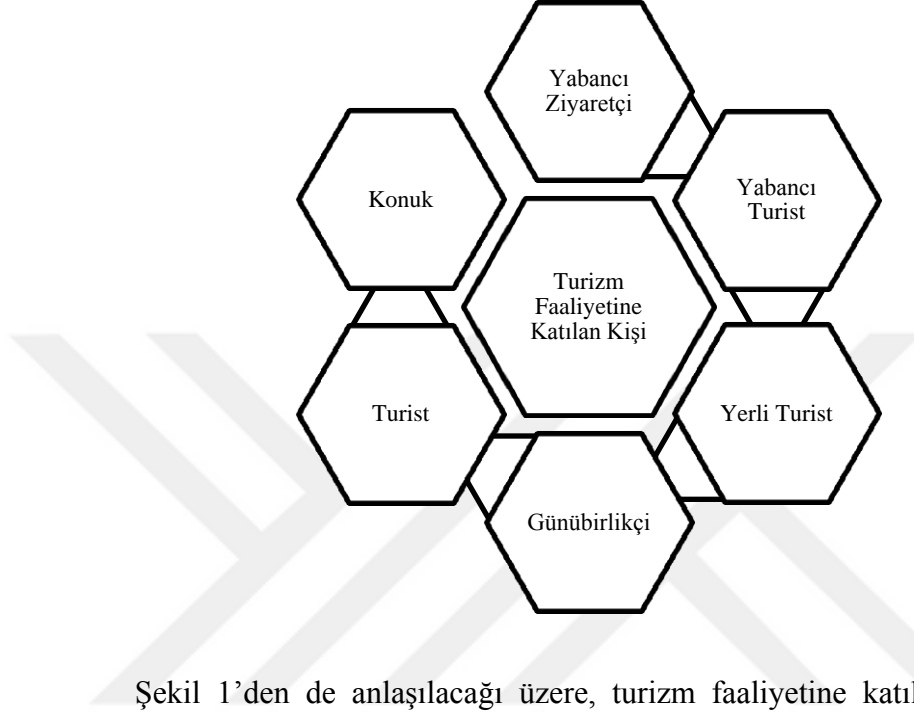 Yabancı
Ziyaretçi
Konuk
Yabancı
Turist
Turizm
Faaliyetine
Katılan Kişi
Turist
Yerli Turist
Günübirlikçi
Şekil 1’den de anlaşılacağı üzere, turizm faaliyetine